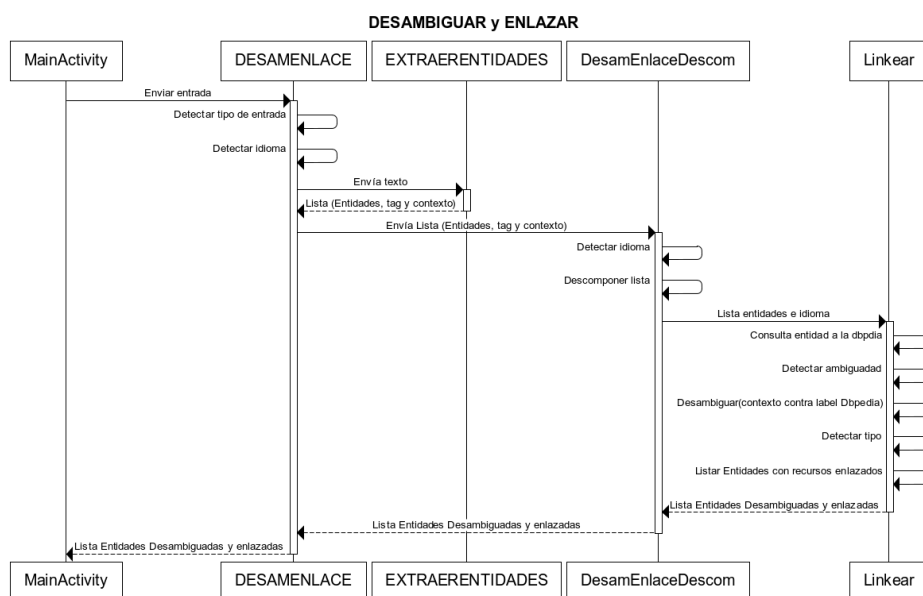 DESAMBIGUAR y ENLAZAR
MainActivity
DESAMENLACE
EXTRAERENTIDADES
DesamEnlaceDescom
Linkear
Enviar entrada
Detectar tipo de entrada
Detectar idioma
Envía texto
Lista (Entidades, tag y contexto)
Envía Lista (Entidades, tag y contexto)
Detectar idioma
Descomponer lista
Lista entidades e idioma
Consulta entidad a la dbpdia
Detectar ambiguadad
Desambiguar(contexto contra label Dbpedia)
Detectar tipo
Listar Entidades con recursos enlazados
Lista Entidades Desambiguadas y enlazadas
Lista Entidades Desambiguadas y enlazadas
Lista Entidades Desambiguadas y enlazadas
MainActivity
DESAMENLACE
EXTRAERENTIDADES
DesamEnlaceDescom
Linkear